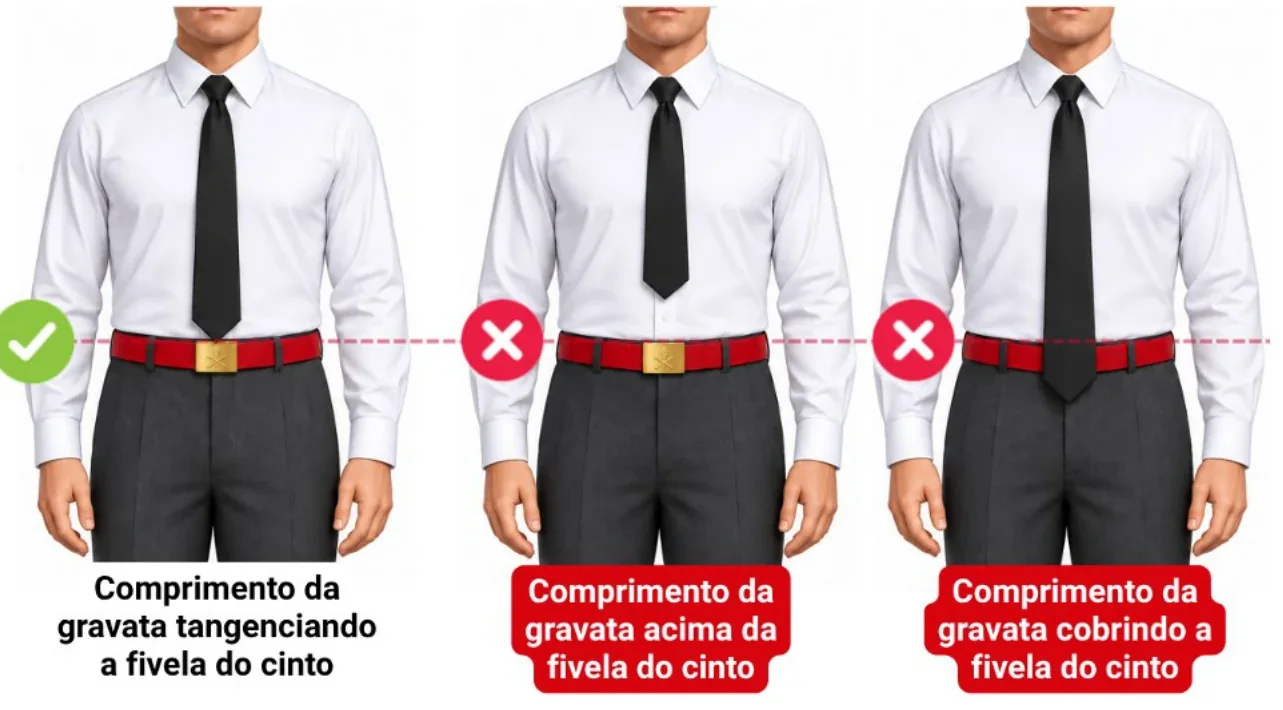 Comprimento da
gravata tangenciando
a fivela do cinto
Comprimento da
gravata acima da
fivela do cinto
Comprimento da
gravata cobrindo a
fivela do cinto